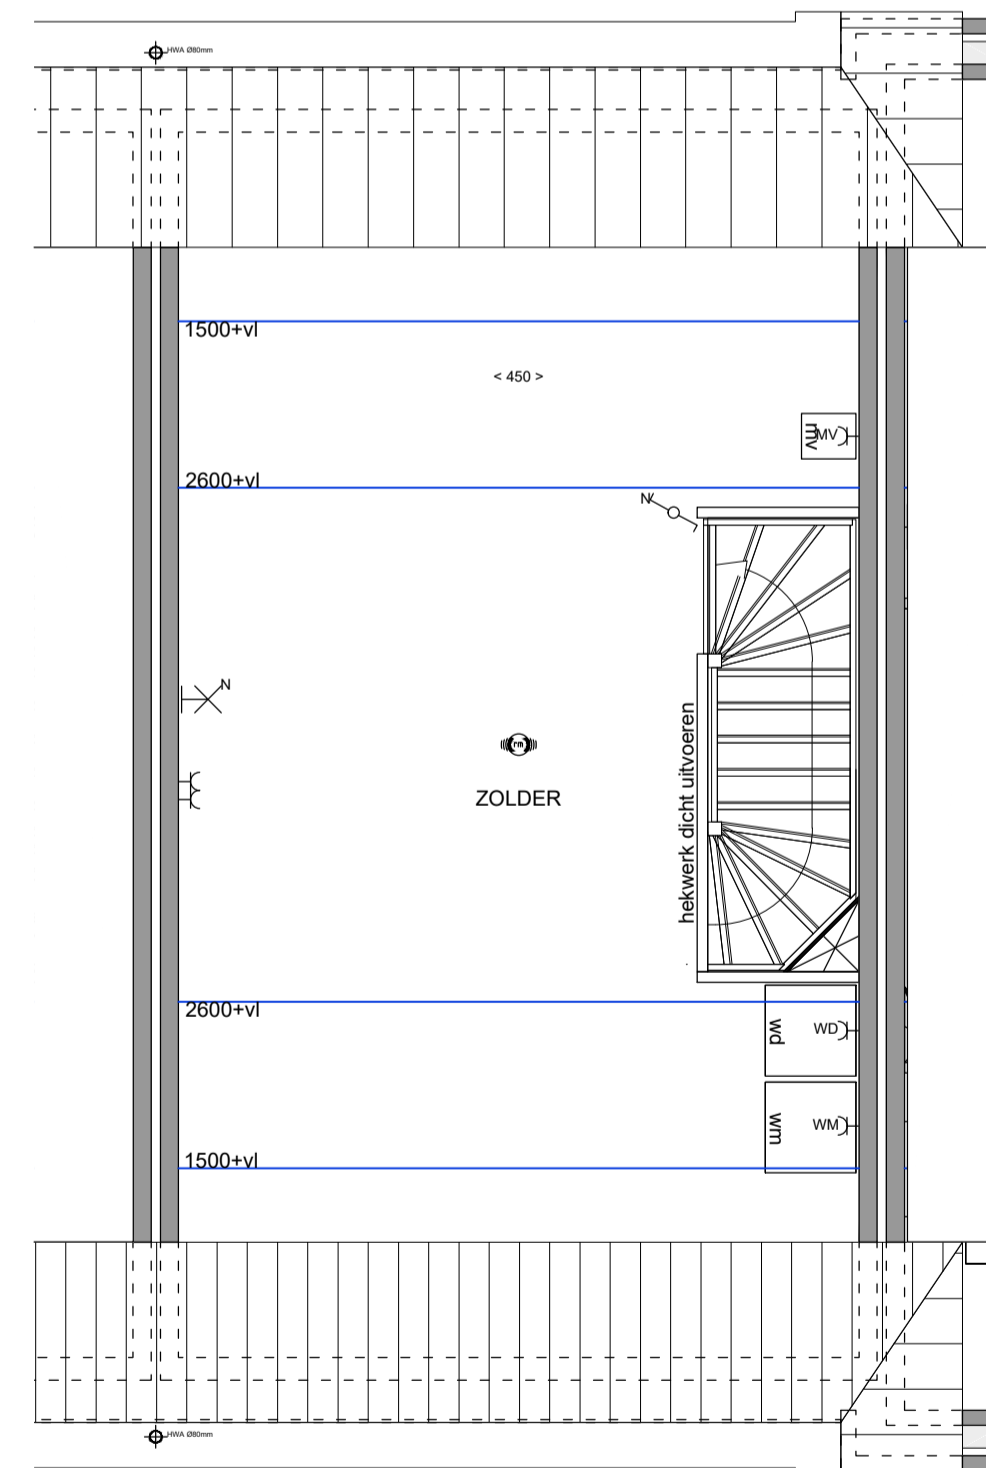 HWA Ø80mm
1500+vl
< 450 >
mv
MV
2600+vl
N
N
rm
ZOLDER
hekwerk dicht uitvoeren
2600+vl
wd
WD
wm
WM
1500+vl
HWA Ø80mm